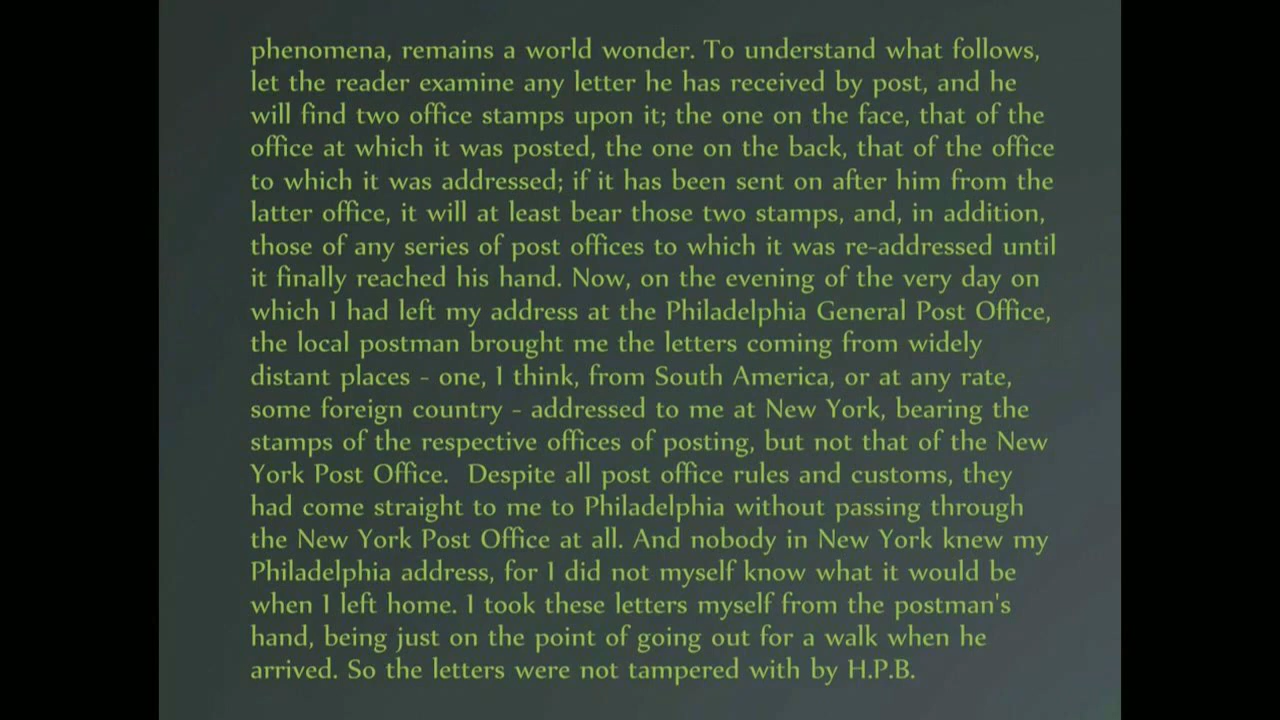 phenomena, remains a world wonder. To understand what follows,
let the reader examine any letter he has received by post, and he
will find two office stamps upon it; the one on the face, that of the
office at which it was posted, the one on the back, that of the office
to which it was addressed; if it has been sent on after him from the
latter office, it will at least bear those two stamps, and, in addition,
those of any series of post offices to which it was re-addressed until
it finally reached his hand. Now, on the evening of the very day on
which I had left my address at the Philadelphia General Post Office,
the local postman brought me the letters coming from widely
distant places - one, I think, from South America, or at any rate,
some foreign country - addressed to me at New York, bearing the
stamps of the respective offices of posting, but not that of the New
York Post Office.  Despite all post office rules and customs, they
had come straight to me to Philadelphia without passing through
the New York Post Office at all. And nobody in New York knew my
Philadelphia address, for I did not myself know what it would be
when I left home. I took these letters myself from the postman's
hand, being just on the point of going out for a walk when he
arrived. So the letters were not tampered with by H.P.B.